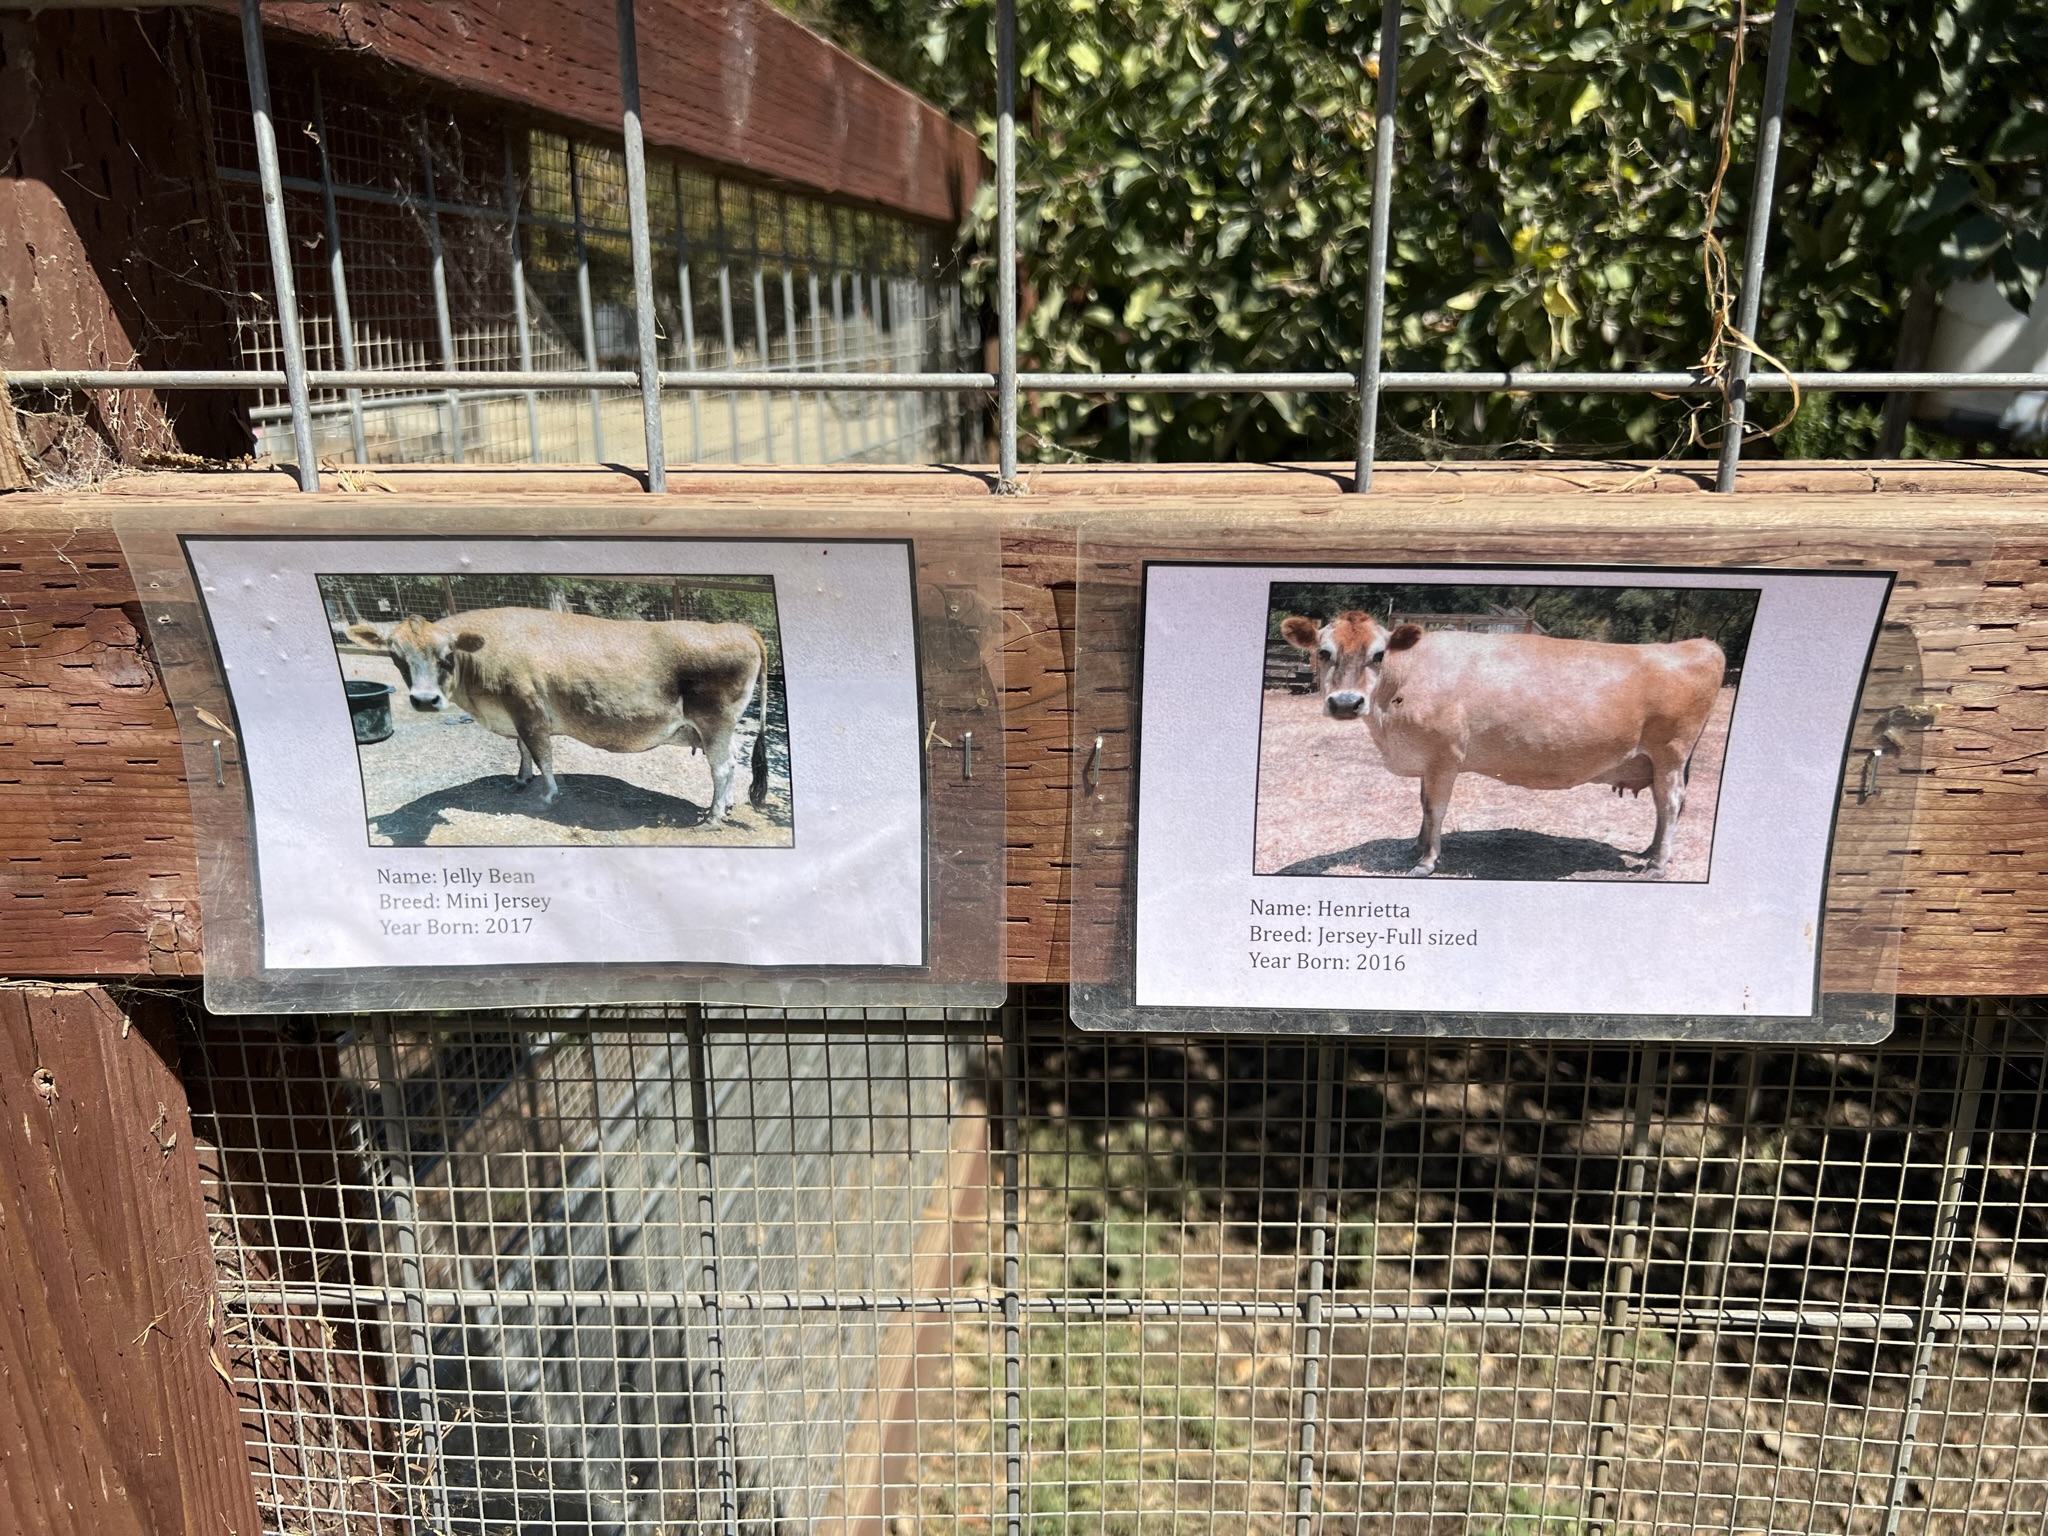 Name: Jelly Bean
Breed: Mini Jersey
Year Born: 2017
Name: Henrietta
Breed: Jersey-Full sized
Year Born: 2016